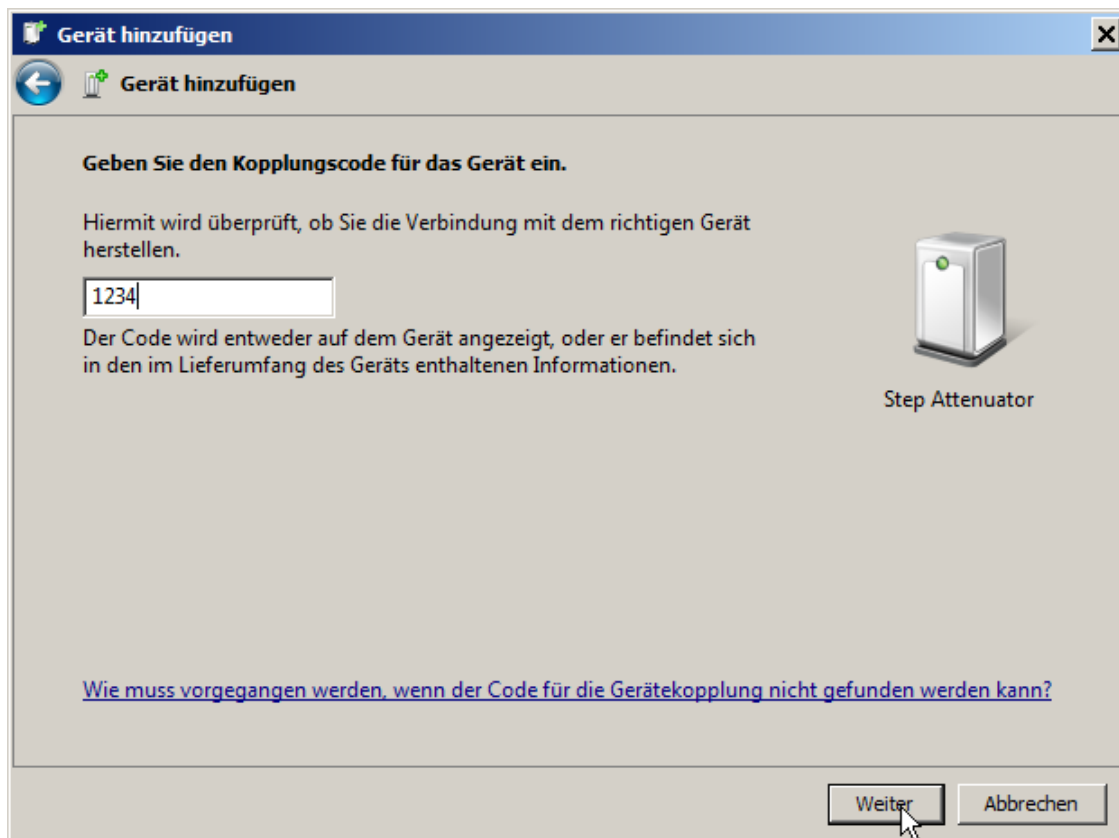 Gerät hinzufügen
Gerät hinzufügen
Geben Sie den Kopplungscode für das Gerät ein.
Hiermit wird überprüft, ob Sie die Verbindung mit dem richtigen Gerät
herstellen.
1234
Der Code wird entweder auf dem Gerät angezeigt, oder er befindet sich
in den im Lieferumfang des Geräts enthaltenen Informationen.
Step Attenuator
Wie muss vorgegangen werden, wenn der Code für die Gerätekopplung nicht gefunden werden kann?
Weiter Abbrechen